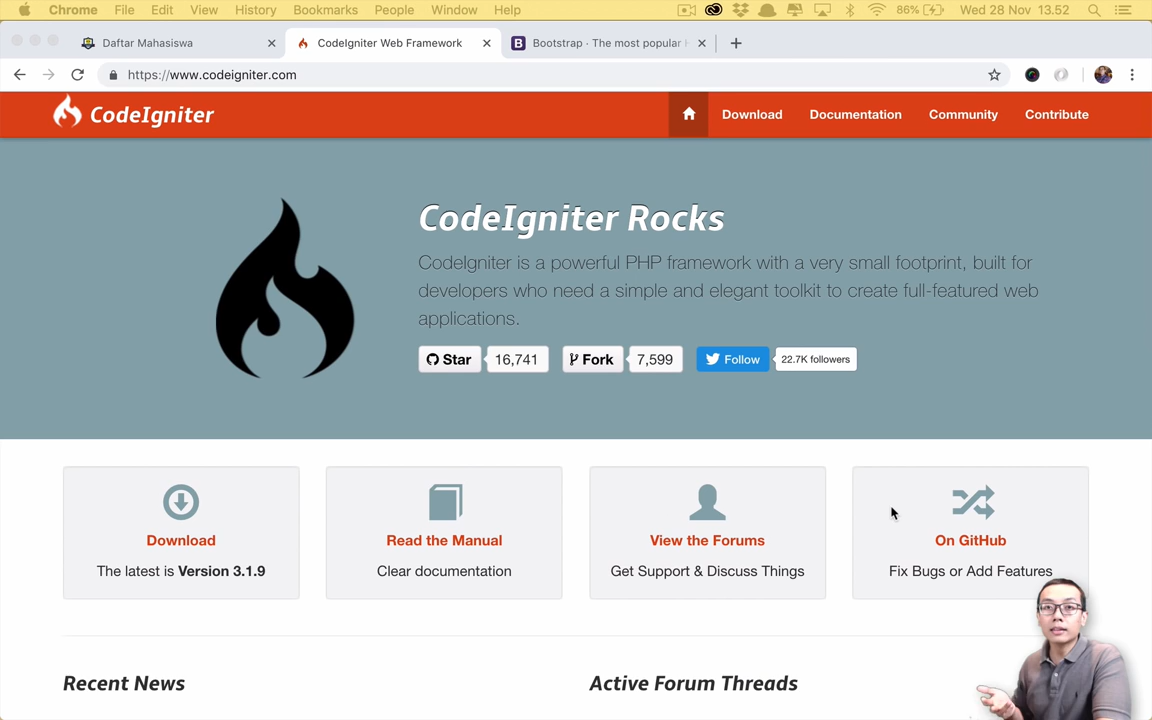 Chrome File Edit View History Bookmarks People Window Help 86% Wed 28 Nov 13.52
Daftar Mahasiswa CodeIgniter Web Framework Bootstrap · The most popular
https://www.codeigniter.com
CodeIgniter Download Documentation Community Contribute
CodeIgniter Rocks
CodeIgniter is a powerful PHP framework with a very small footprint, built for
developers who need a simple and elegant toolkit to create full-featured web
applications.
Star 16,741 Fork 7,599 Follow 22.7K followers
Download Read the Manual View the Forums On GitHub
The latest is Version 3.1.9 Clear documentation Get Support & Discuss Things Fix Bugs or Add Features
Recent News Active Forum Threads